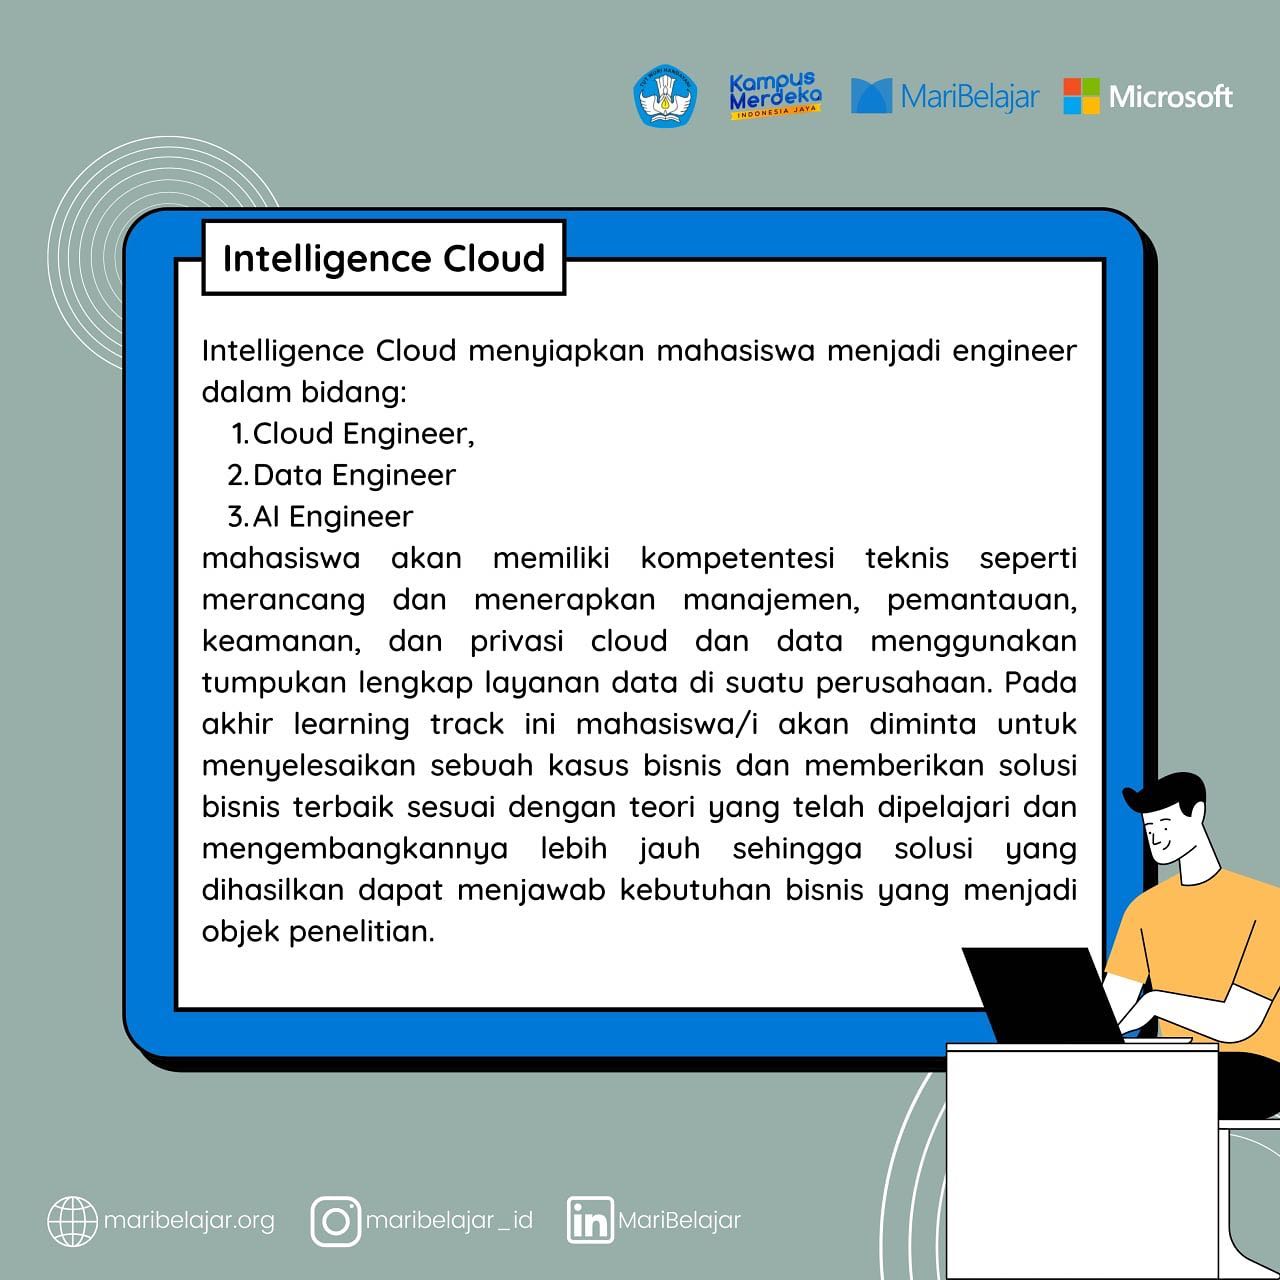 TUT WURI HANDAYANI
Kampus
Merdeka
INDONESIA JAYA
MariBelajar
Microsoft
Intelligence Cloud
Intelligence Cloud menyiapkan mahasiswa menjadi engineer
dalam bidang:
1. Cloud Engineer,
2. Data Engineer
3. AI Engineer
mahasiswa akan memiliki kompetentesi teknis seperti
merancang dan menerapkan manajemen, pemantauan,
keamanan, dan privasi cloud dan data menggunakan
tumpukan lengkap layanan data di suatu perusahaan. Pada
akhir learning track ini mahasiswa/i akan diminta untuk
menyelesaikan sebuah kasus bisnis dan memberikan solusi
bisnis terbaik sesuai dengan teori yang telah dipelajari dan
mengembangkannya lebih jauh sehingga solusi yang
dihasilkan dapat menjawab kebutuhan bisnis yang menjadi
objek penelitian.
maribelajar.org
maribelajar_id
in
MariBelajar